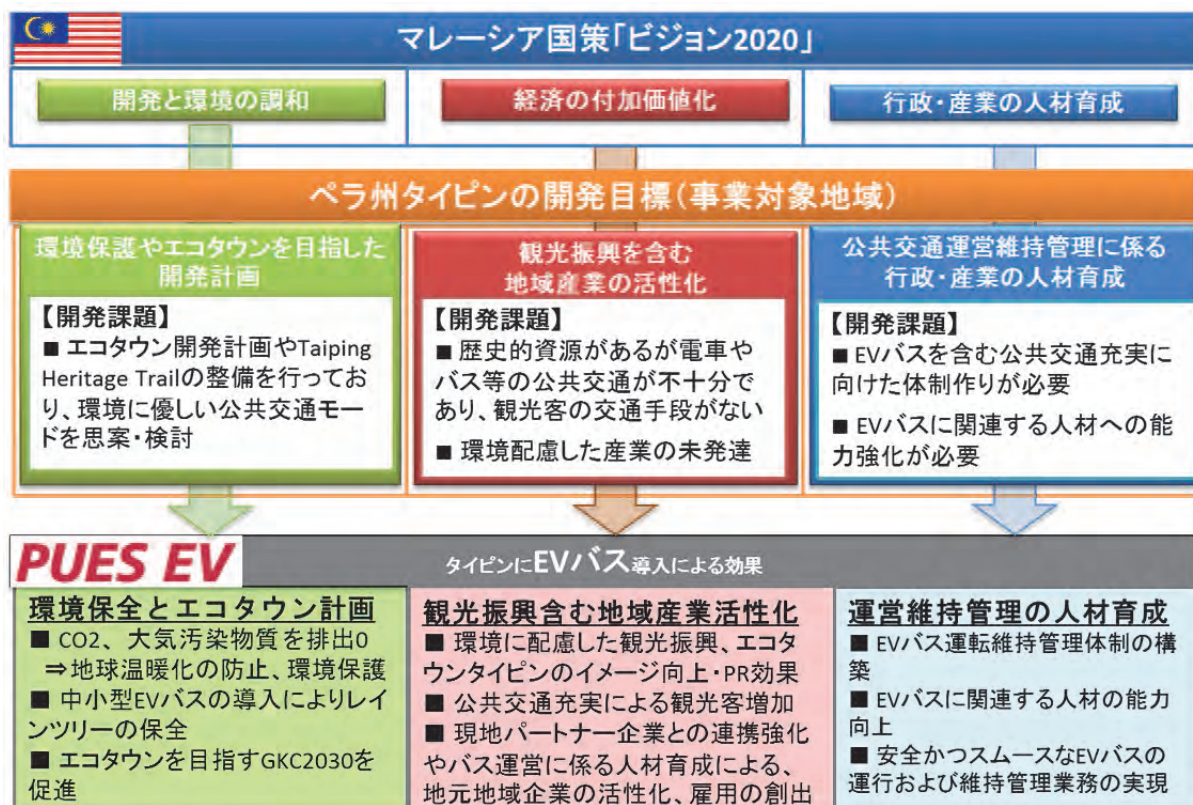 マレーシア国策「ビジョン2020」
開発と環境の調和
経済の付加価値化
行政・産業の人材育成
ペラ州タイピンの開発目標(事業対象地域)
環境保護やエコタウンを目指した
開発計画
【開発課題】
■ エコタウン開発計画やTaiping
Heritage Trailの整備を行ってお
り、環境に優しい公共交通モー
ドを思案・検討
観光振興を含む
地域産業の活性化
【開発課題】
■ 歴史的資源があるが電車や
バス等の公共交通が不十分で
あり、観光客の交通手段がない
■ 環境配慮した産業の未発達
公共交通運営維持管理に係る
行政・産業の人材育成
【開発課題】
■ EVバスを含む公共交通充実に
向けた体制作りが必要
■ EVバスに関連する人材への能
力強化が必要
PUES EV
タイピンにEVバス導入による効果
環境保全とエコタウン計画
■ CO2、大気汚染物質を排出0
⇒地球温暖化の防止、環境保護
■ 中小型EVバスの導入によりレイ
ンツリーの保全
■ エコタウンを目指すGKC2030を
促進
観光振興含む地域産業活性化
■ 環境に配慮した観光振興、エコタ
ウンタイピンのイメージ向上・PR効果
■ 公共交通充実による観光客増加
■ 現地パートナー企業との連携強化
やバス運営に係る人材育成による、
地元地域企業の活性化、雇用の創出
運営維持管理の人材育成
■ EVバス運転維持管理体制の構
築
■ EVバスに関連する人材の能力
向上
■ 安全かつスムースなEVバスの
運行および維持管理業務の実現